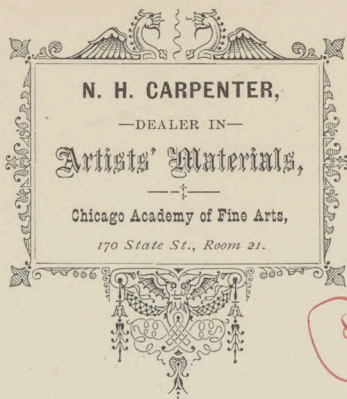 N. H. CARPENTER,
—DEALER IN—
Artists' Materials,
Chicago Academy of Fine Arts,
170 State St., Room 21.